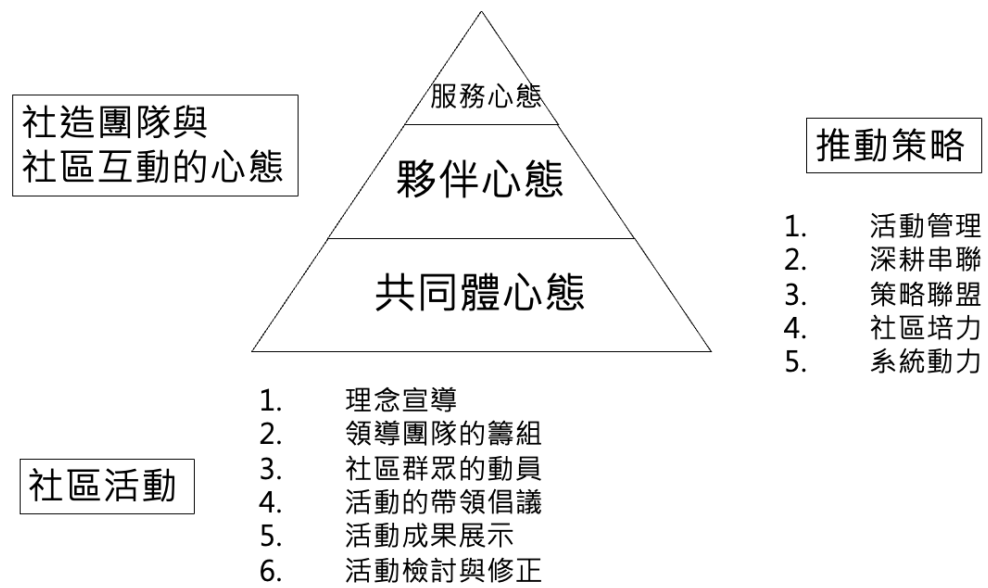 社造團隊與
社區互動的心態
服務心態
夥伴心態
共同體心態
推動策略
1. 活動管理
2. 深耕串聯
3. 策略聯盟
4. 社區培力
5. 系統動力
社區活動
1. 理念宣導
2. 領導團隊的籌組
3. 社區群眾的動員
4. 活動的帶領倡議
5. 活動成果展示
6. 活動檢討與修正